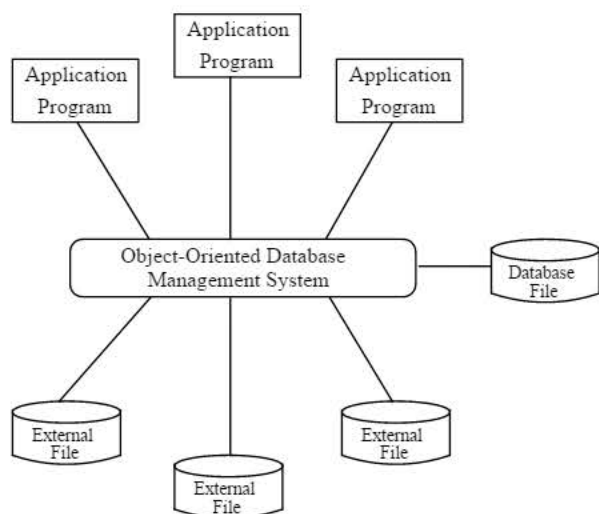 Application
Program
Application
Program
Application
Program
Object-Oriented Database
Management System
Database
File
External
File
External
File
External
File